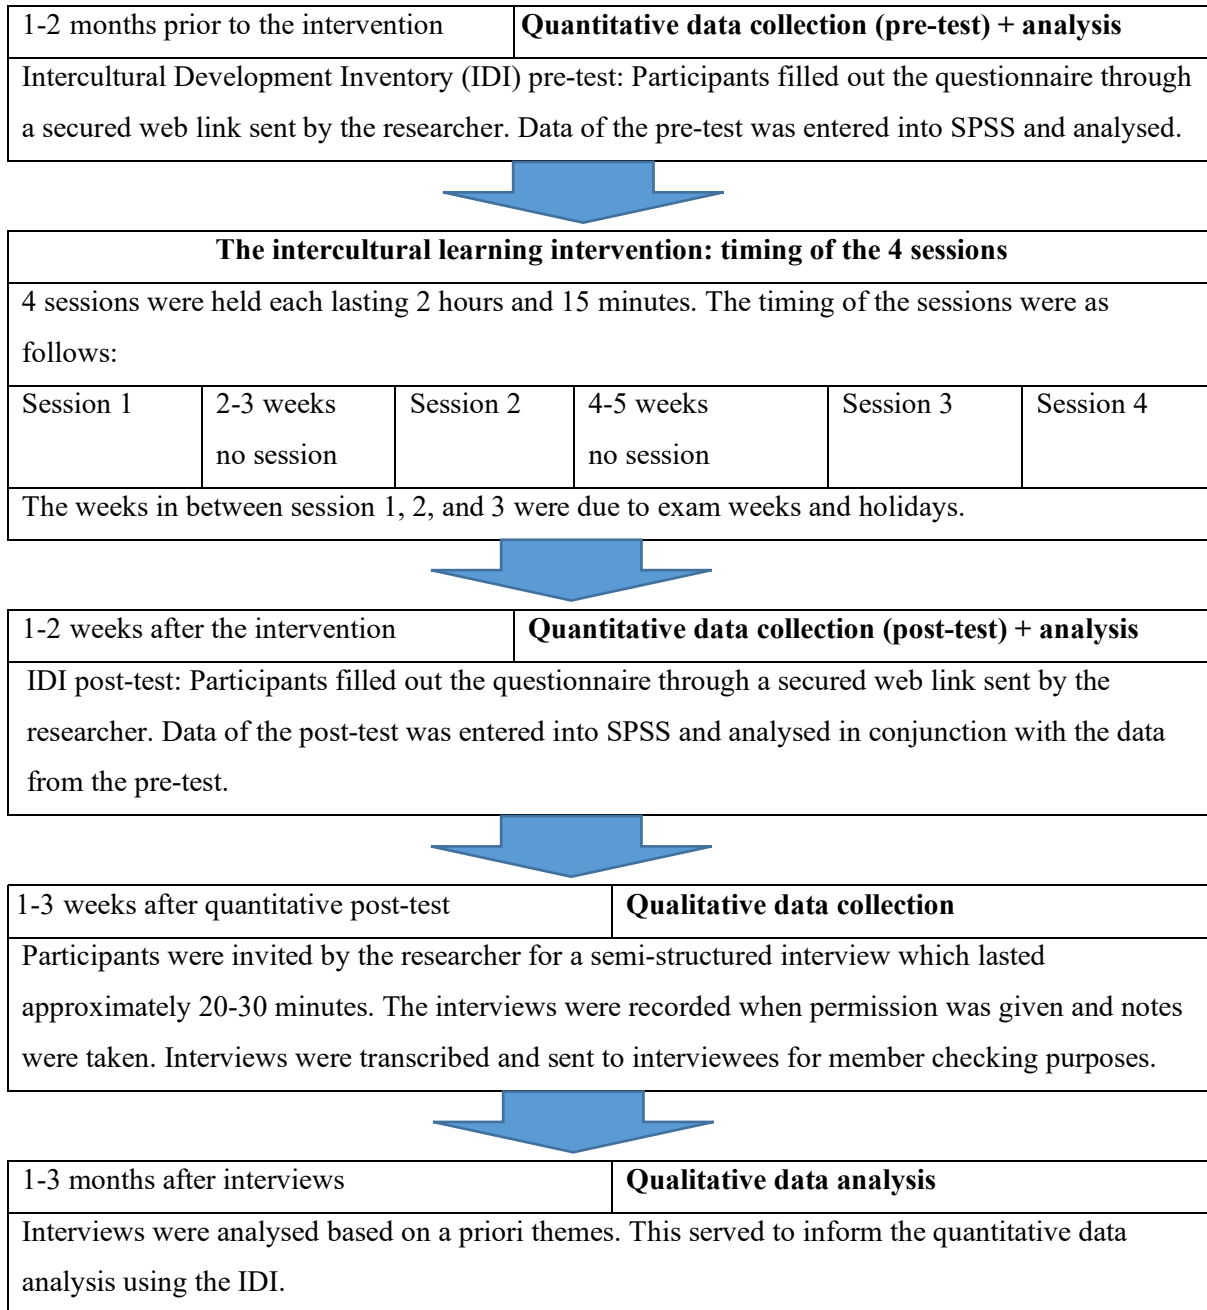 1-2 months prior to the intervention
Quantitative data collection (pre-test) + analysis
Intercultural Development Inventory (IDI) pre-test: Participants filled out the questionnaire through
a secured web link sent by the researcher. Data of the pre-test was entered into SPSS and analysed.
The intercultural learning intervention: timing of the 4 sessions
4 sessions were held each lasting 2 hours and 15 minutes. The timing of the sessions were as
follows:
Session 1
2-3 weeks
no session
Session 2
4-5 weeks
no session
Session 3
Session 4
The weeks in between session 1, 2, and 3 were due to exam weeks and holidays.
1-2 weeks after the intervention
Quantitative data collection (post-test) + analysis
IDI post-test: Participants filled out the questionnaire through a secured web link sent by the
researcher. Data of the post-test was entered into SPSS and analysed in conjunction with the data
from the pre-test.
1-3 weeks after quantitative post-test
Qualitative data collection
Participants were invited by the researcher for a semi-structured interview which lasted
approximately 20-30 minutes. The interviews were recorded when permission was given and notes
were taken. Interviews were transcribed and sent to interviewees for member checking purposes.
1-3 months after interviews
Qualitative data analysis
Interviews were analysed based on a priori themes. This served to inform the quantitative data
analysis using the IDI.